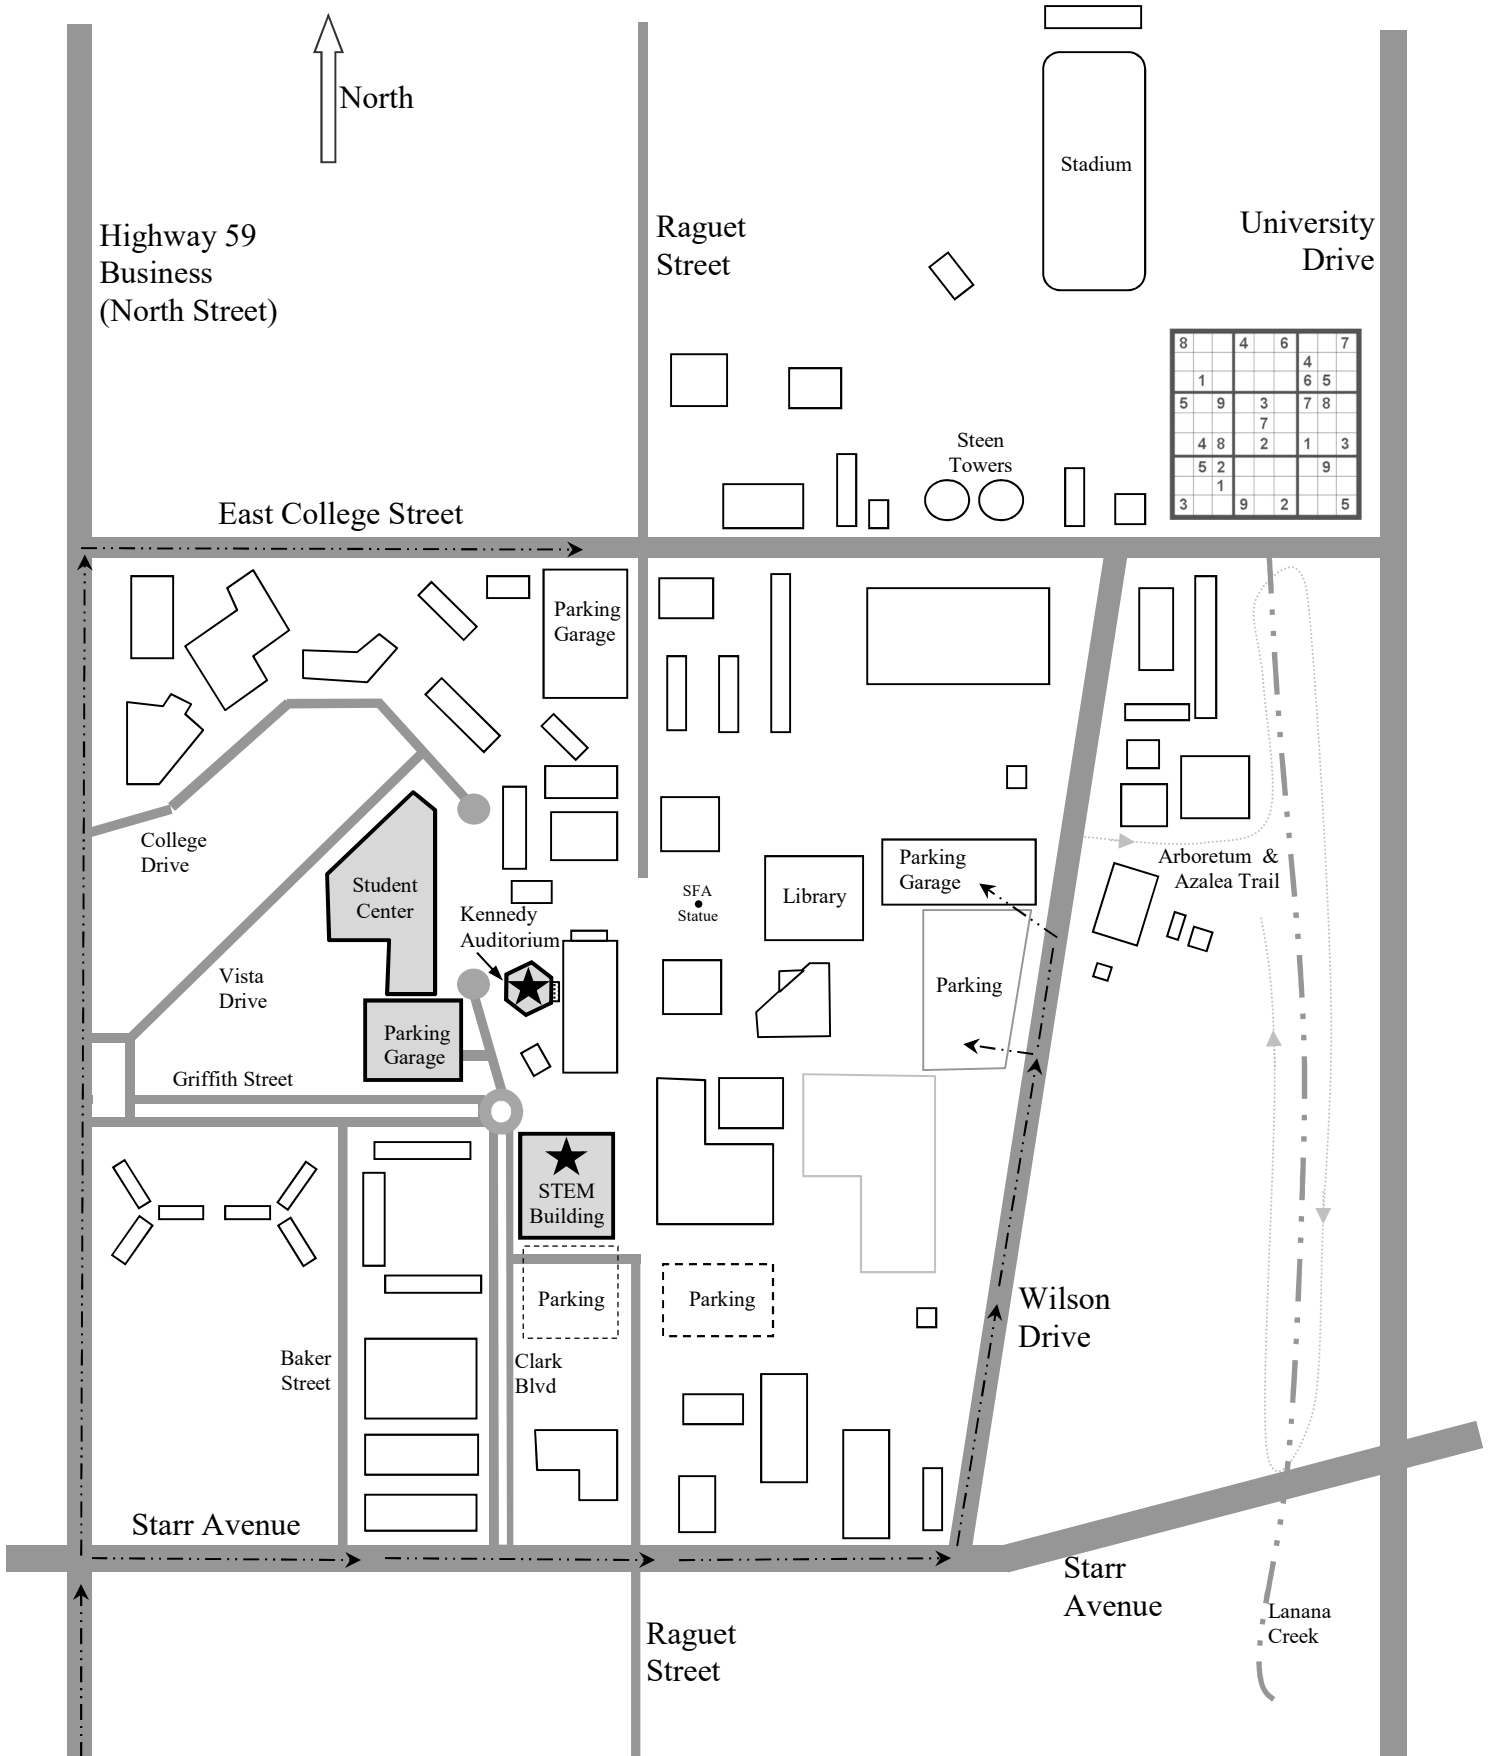 North
Stadium
Highway 59
Business
(North Street)
Raguet
Street
University
Drive
8 4 6 7
4
1 6 5
5 9 3 7 8
7
4 8 2 1 3
5 2 9
1
3 9 2 5
Steen
Towers
East College Street
Parking
Garage
College
Drive
Student
Center
Kennedy
Auditorium
SFA
Statue
Library
Parking
Garage
Arboretum &
Azalea Trail
Vista
Drive
Parking
Parking
Garage
Griffith Street
STEM
Building
Parking
Parking
Wilson
Drive
Baker
Street
Clark
Blvd
Starr Avenue
Starr
Avenue
Lanana
Creek
Raguet
Street